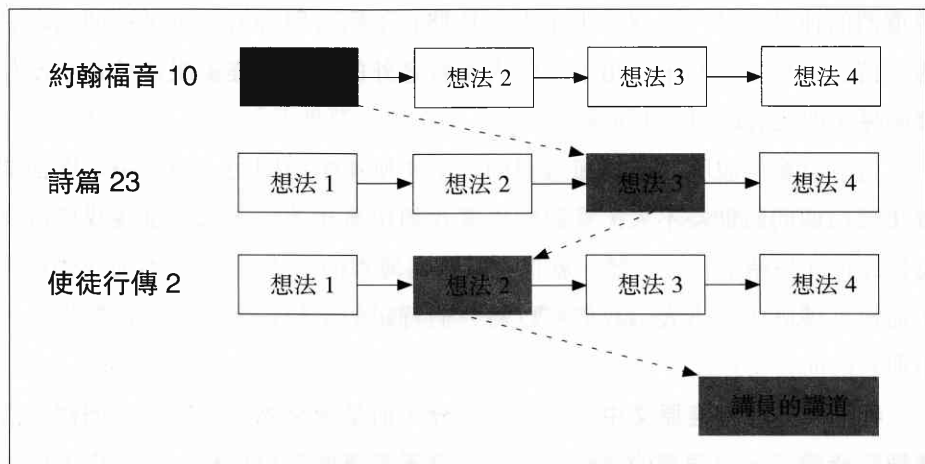 約翰福音 10 想法 2 想法 3 想法 4
詩篇 23 想法 1 想法 2 想法 3 想法 4
使徒行傳 2 想法 1 想法 2 想法 3 想法 4
講員的講道